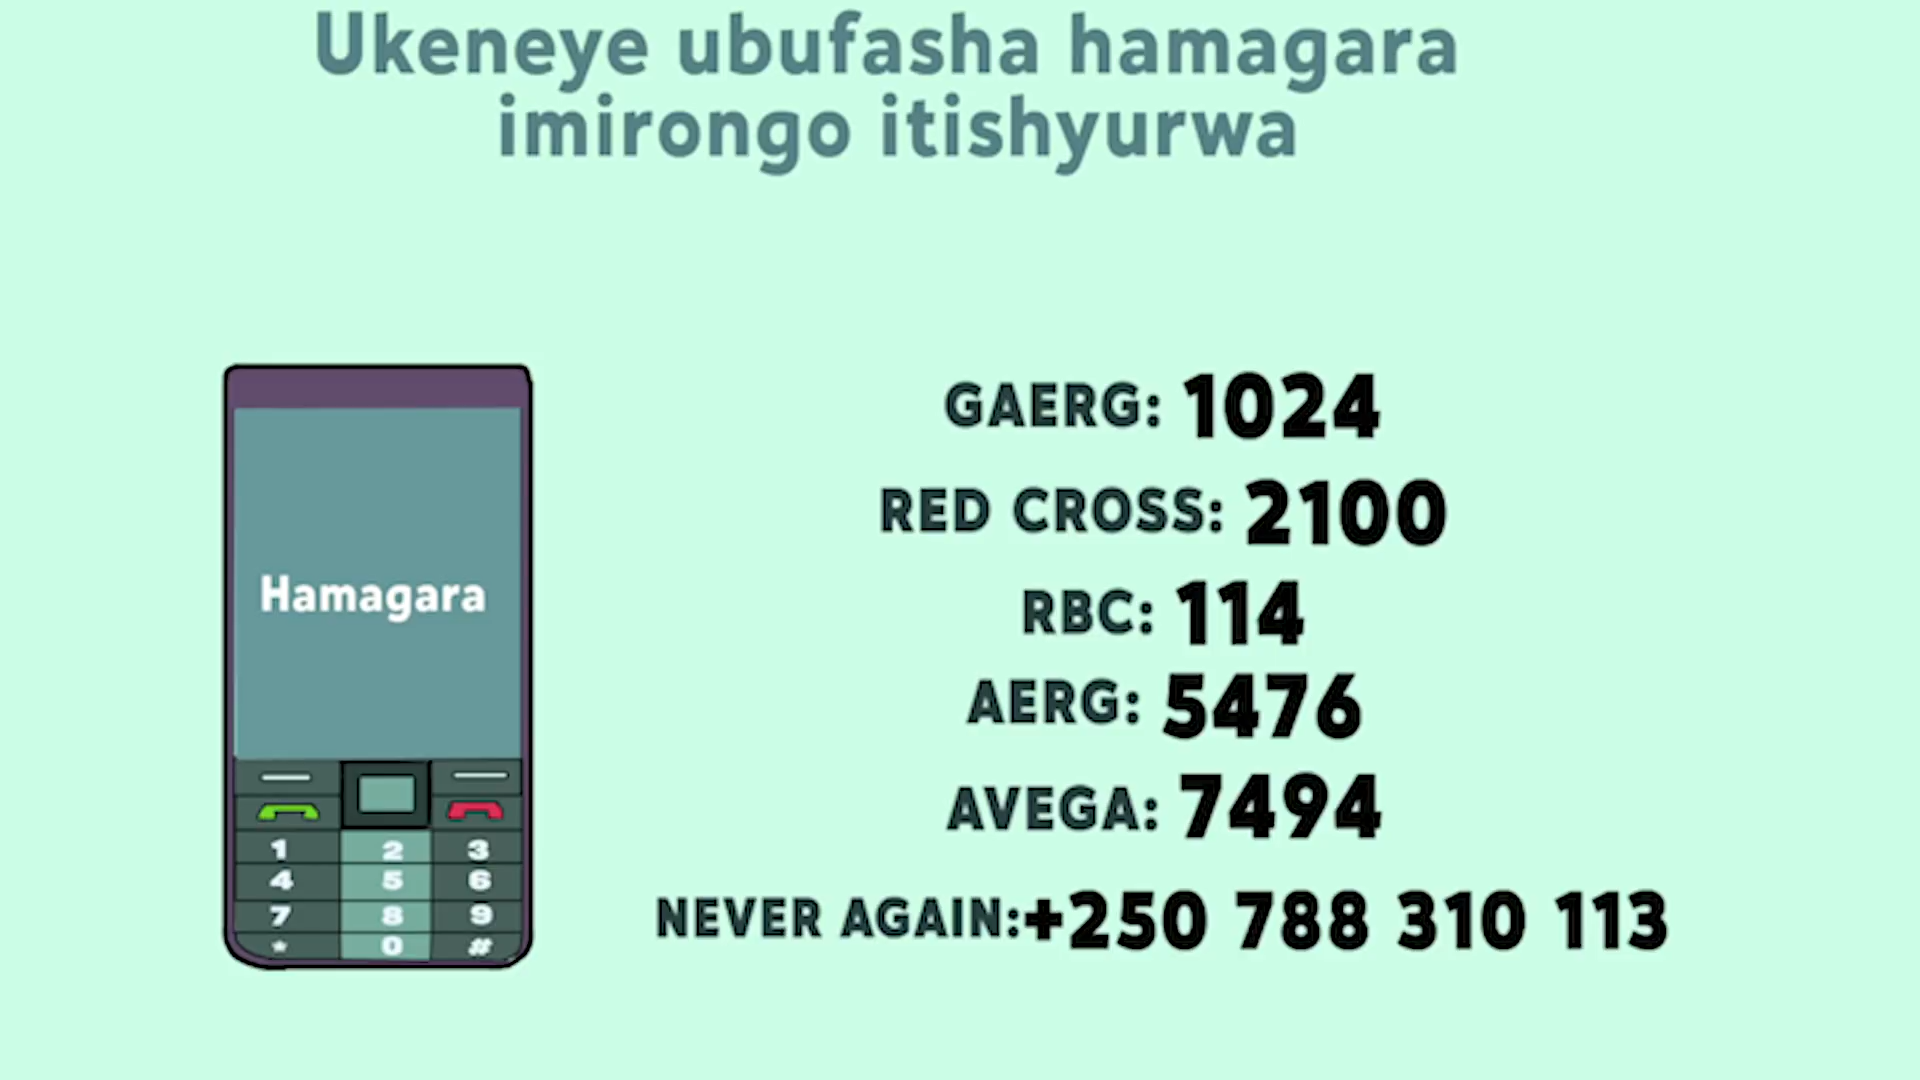 Ukeneye ubufasha hamagara
imirongo itishyurwa
GAERG: 1024
RED CROSS: 2100
RBC: 114
AERG: 5476
AVEGA: 7494
NEVER AGAIN:+250 788 310 113
Hamagara
1 2 3
4 5 6
7 8 9
* 0 #